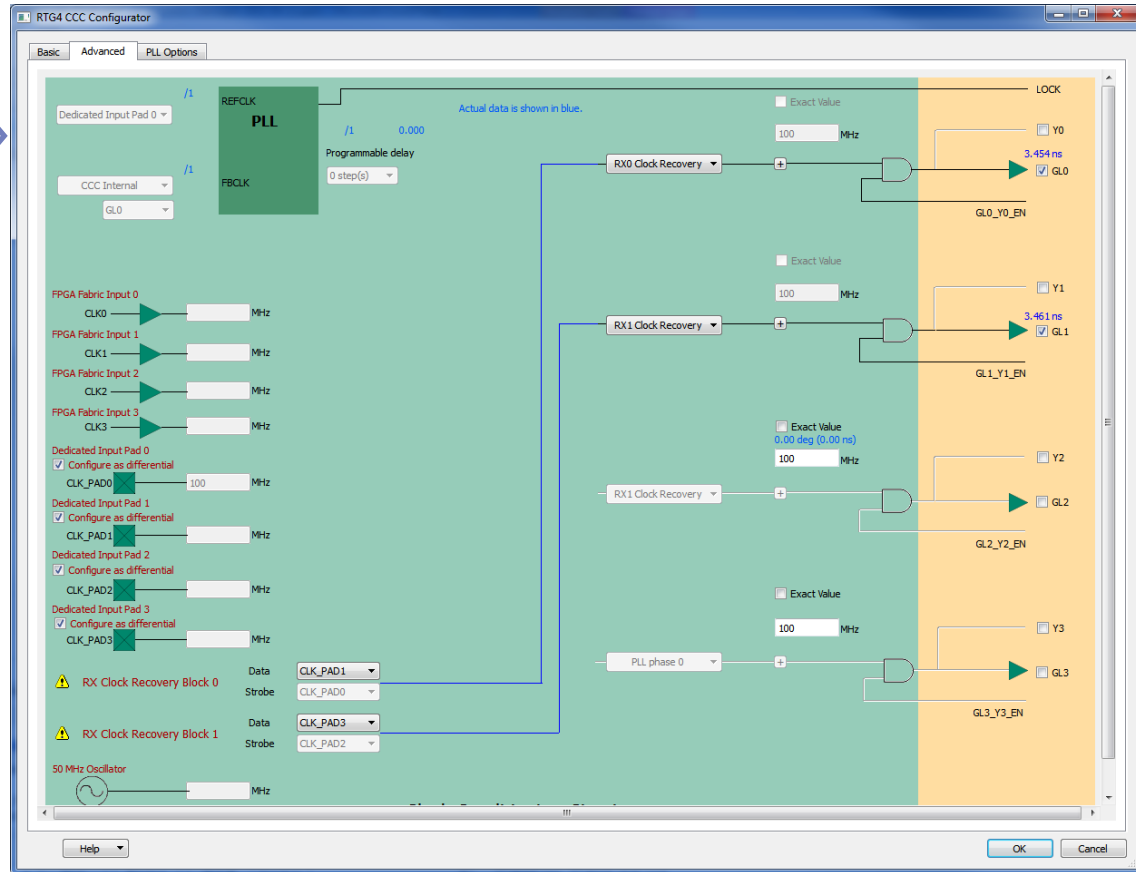 RTG4 CCC Configurator
Basic
Advanced
PLL Options
LOCK
/1
REFCLK
PLL
Actual data is shown in blue.
Exact Value
Dedicated Input Pad 0
/1
0.000
100
MHz
Y0
Programmable delay
3.454 ns
/1
0 step(s)
RX0 Clock Recovery
+
GL0
CCC Internal
FBCLK
GL0
GL0_Y0_EN
Exact Value
100
MHz
Y1
FPGA Fabric Input 0
CLK0
MHz
3.461 ns
RX1 Clock Recovery
+
GL1
FPGA Fabric Input 1
CLK1
MHz
FPGA Fabric Input 2
GL1_Y1_EN
CLK2
MHz
FPGA Fabric Input 3
CLK3
MHz
Exact Value
0.00 deg (0.00 ns)
Dedicated Input Pad 0
100
MHz
Y2
Configure as differential
CLK_PAD0
100
MHz
RX1 Clock Recovery
+
GL2
Dedicated Input Pad 1
Configure as differential
CLK_PAD1
MHz
GL2_Y2_EN
Dedicated Input Pad 2
Configure as differential
CLK_PAD2
MHz
Exact Value
Dedicated Input Pad 3
Configure as differential
100
MHz
Y3
CLK_PAD3
MHz
PLL phase 0
+
GL3
RX Clock Recovery Block 0
Data
CLK_PAD1
Strobe
CLK_PAD0
GL3_Y3_EN
RX Clock Recovery Block 1
Data
CLK_PAD3
Strobe
CLK_PAD2
50 MHz Oscillator
MHz
Help
OK
Cancel